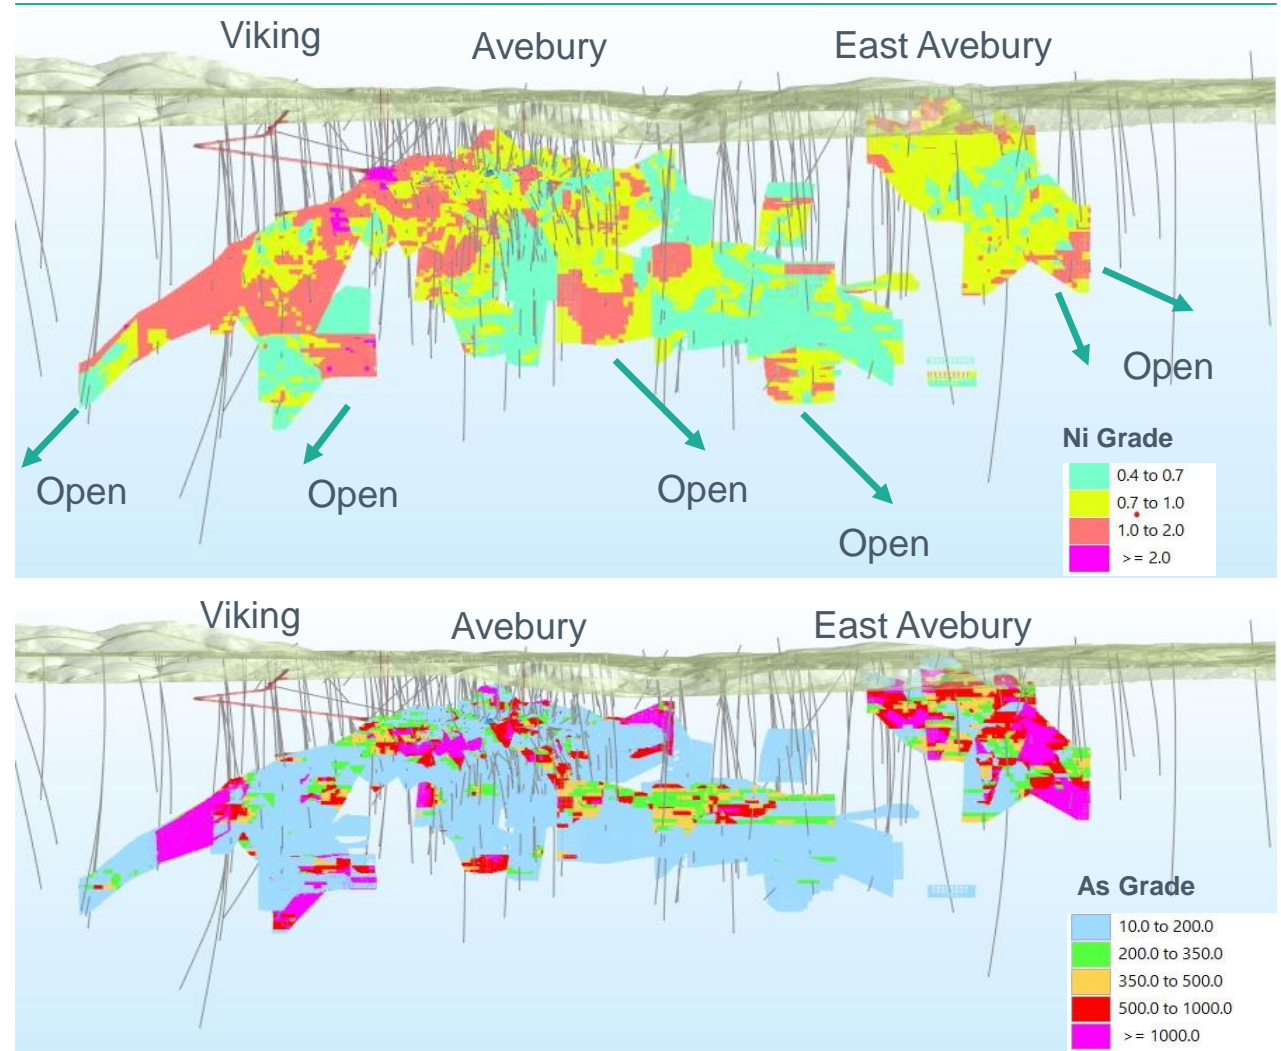 Viking
Avebury
East Avebury
Open
Open
Open
Open
Open
Ni Grade
0.4 to 0.7
0.7 to 1.0
1.0 to 2.0
>= 2.0
Viking
Avebury
East Avebury
As Grade
10.0 to 200.0
200.0 to 350.0
350.0 to 500.0
500.0 to 1000.0
>= 1000.0